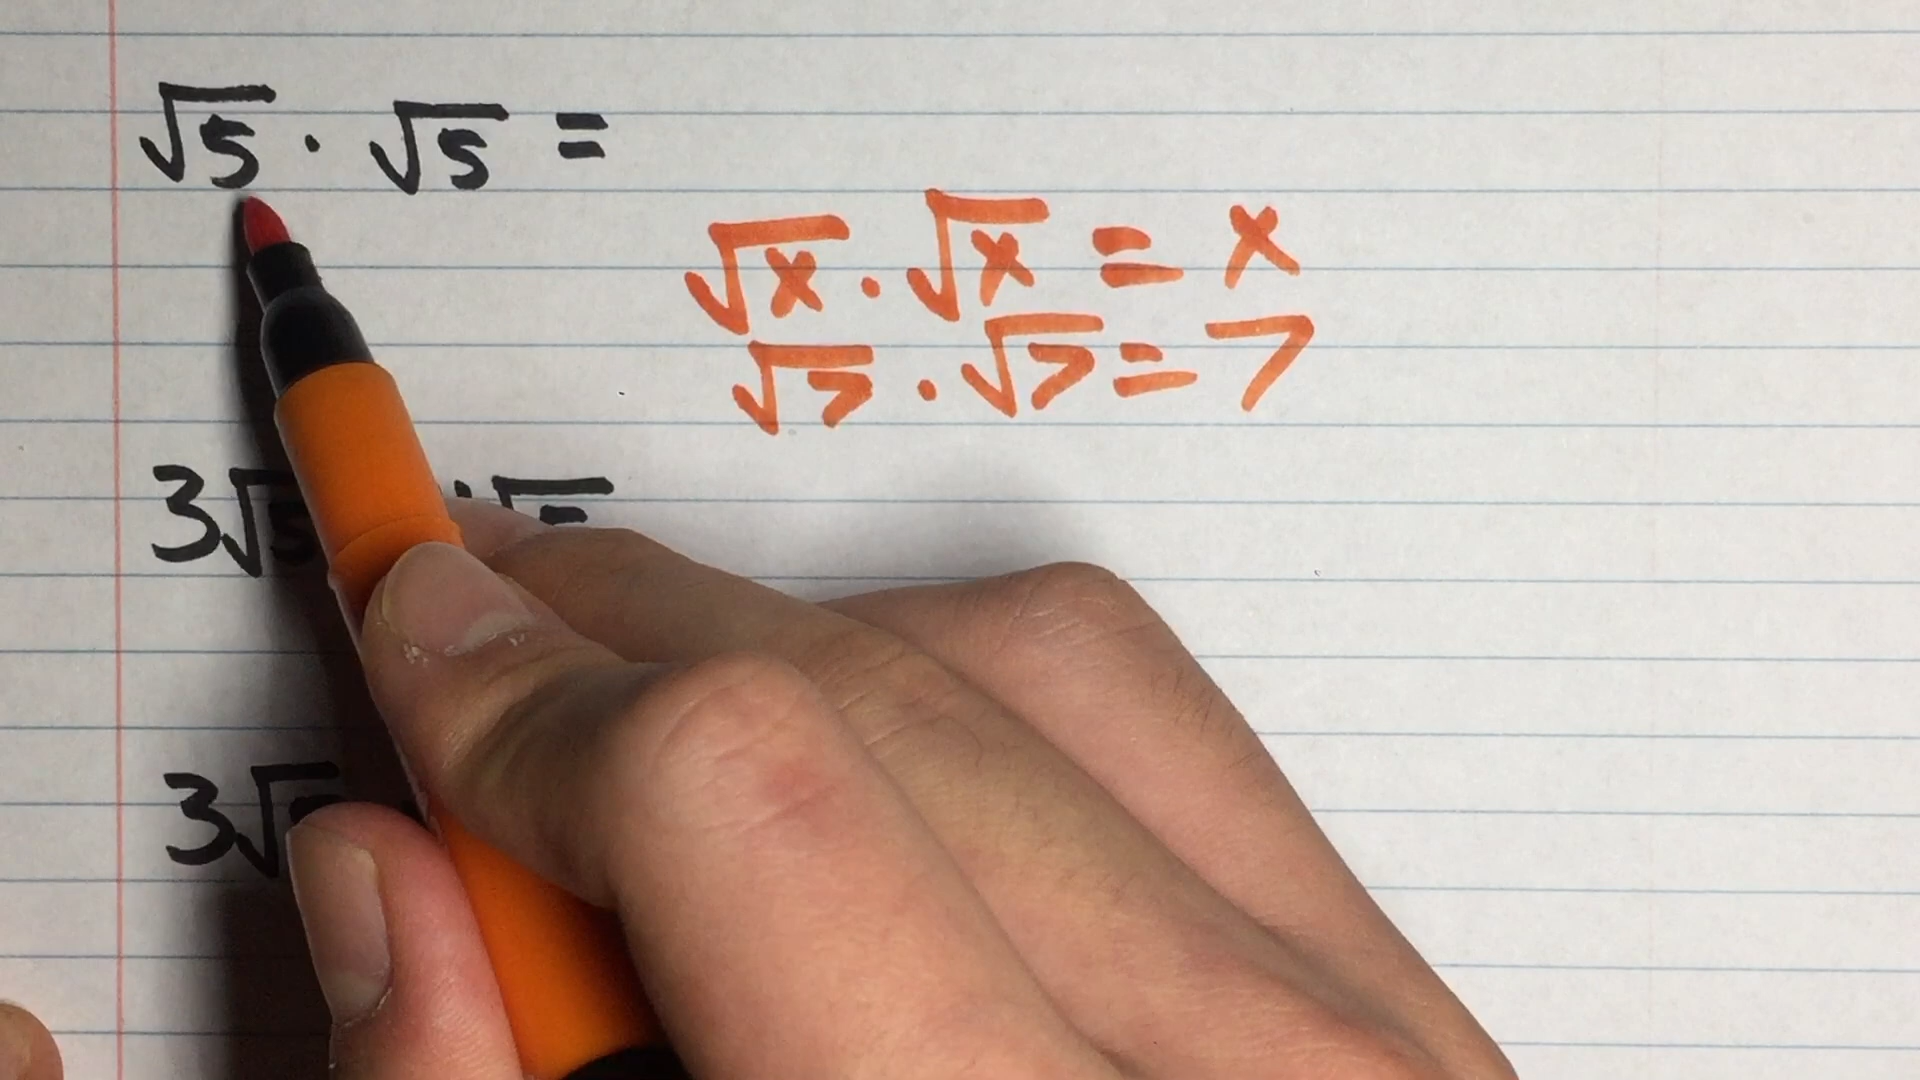 √5 · √5 =
√x · √x = x
√7 · √7 = 7
3√5
3√